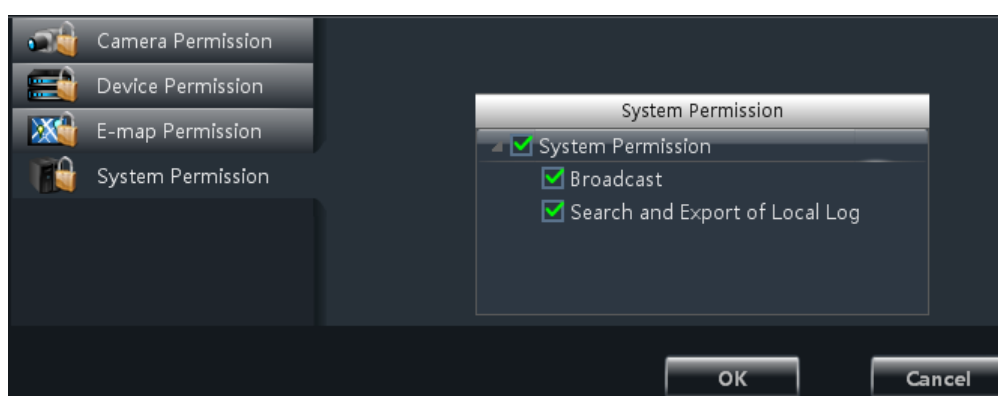 Camera Permission
Device Permission
E-map Permission
System Permission
System Permission
System Permission
Broadcast
Search and Export of Local Log
OK
Cancel